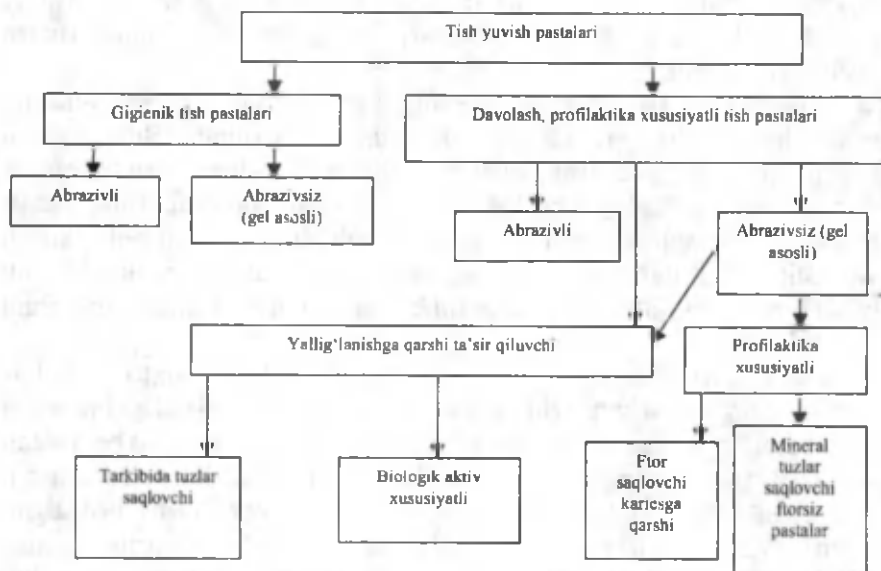 Tish yuvish pastalari
Gigienik tish pastalari
Davolash, profilaktika xususiyatli tish pastalari
Abrazivli
Abrazivsiz
(gel asosli)
Abrazivli
Abrazivsiz (gel
asosli)
Yallig‘lanishga qarshi ta'sir qiluvchi
Profilaktika
xususiyatli
Tarkibida tuzlar
saqlovchi
Biologik aktiv
xususiyatli
Ftor
saqlovchi
kariesga
qarshi
Mineral
tuzlar
saqlovchi
ftorsiz
pastalar